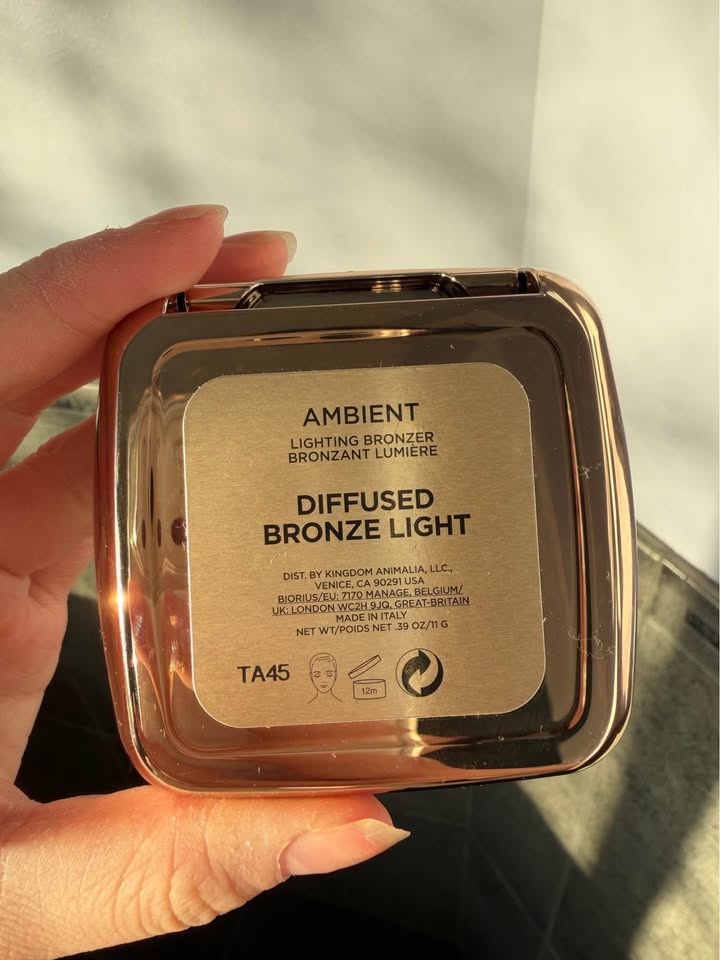 AMBIENT
LIGHTING BRONZER
BRONZANT LUMIÈRE
DIFFUSED
BRONZE LIGHT
DIST. BY KINGDOM ANIMALIA, LLC.,
VENICE, CA 90291 USA
BIORIUS/EU: 7170 MANAGE, BELGIUM/
UK: LONDON WC2H 9JQ, GREAT-BRITAIN
MADE IN ITALY
NET WT/POIDS NET .39 OZ/11 G
TA45
12m